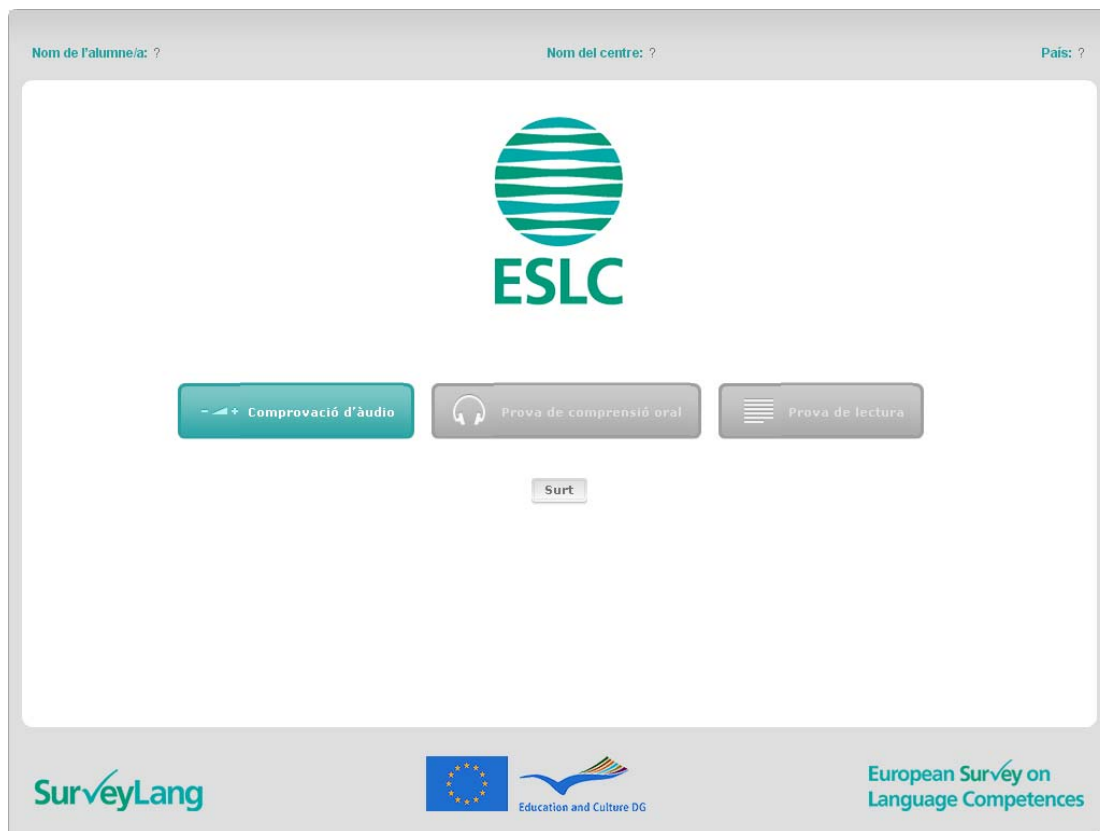 Nom de l'alumne/a: ? Nom del centre: ? País: ?
ESLC
- + Comprovació d'àudio Prova de comprensió oral Prova de lectura
Surt
SurveyLang
Education and Culture DG
European Survey on
Language Competences